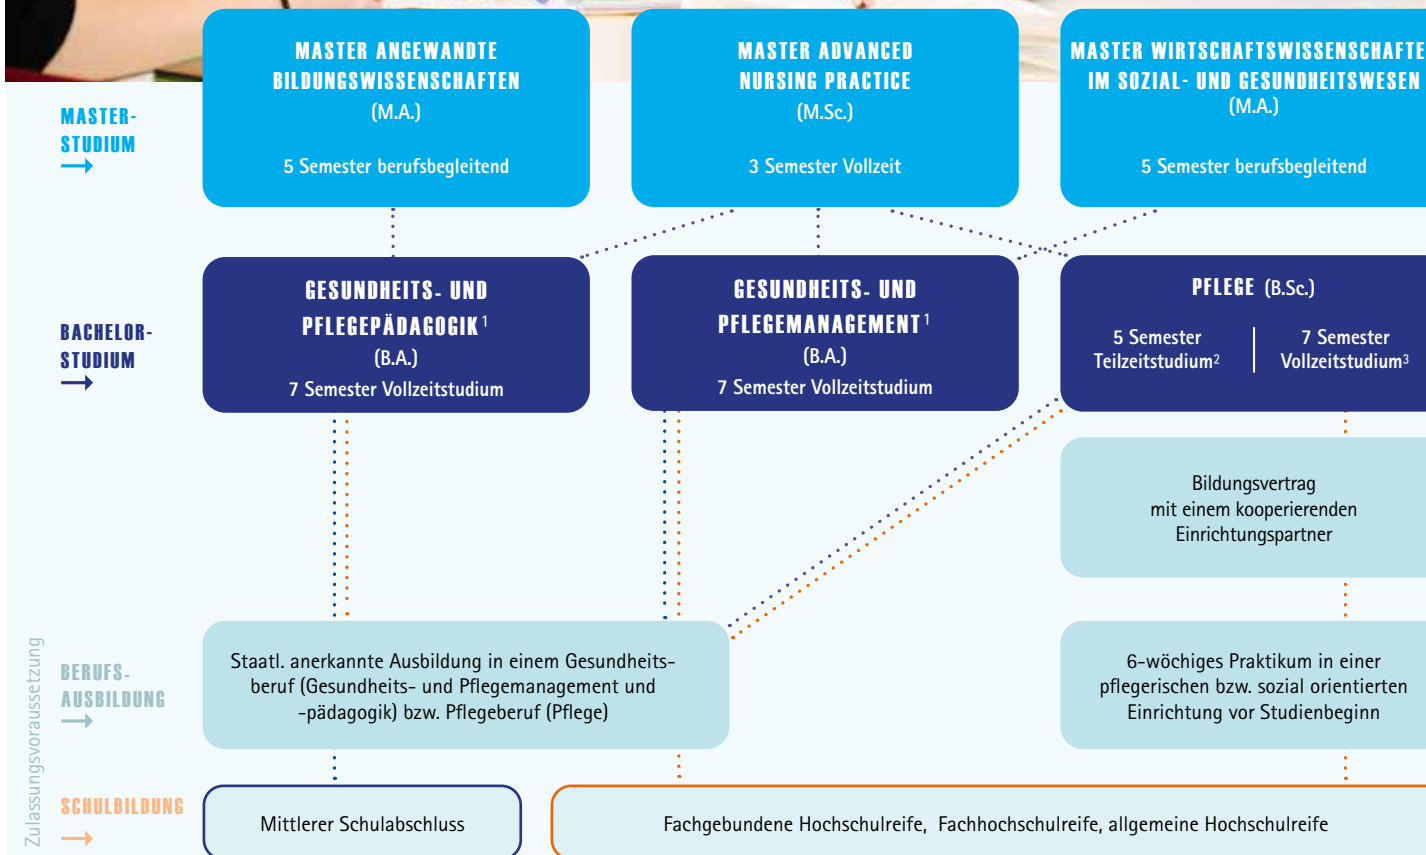 MASTER ANGEWANDTE
BILDUNGSWISSENSCHAFTEN
(M.A.)
5 Semester berufsbegleitend
MASTER ADVANCED
NURSING PRACTICE
(M.Sc.)
3 Semester Vollzeit
MASTER WIRTSCHAFTSWISSENSCHAFTE
IM SOZIAL- UND GESUNDHEITSWESEN
(M.A.)
5 Semester berufsbegleitend
MASTER-
STUDIUM
GESUNDHEITS- UND
PFLEGEPÄDAGOGIK¹
(B.A.)
7 Semester Vollzeitstudium
GESUNDHEITS- UND
PFLEGEMANAGEMENT¹
(B.A.)
7 Semester Vollzeitstudium
PFLEGE (B.Sc.)
5 Semester
Teilzeitstudium²
7 Semester
Vollzeitstudium³
BACHELOR-
STUDIUM
Bildungsvertrag
mit einem kooperierenden
Einrichtungspartner
Zulassungsvoraussetzung
BERUFS-
AUSBILDUNG
Staatl. anerkannte Ausbildung in einem Gesundheits-
beruf (Gesundheits- und Pflegemanagement und
-pädagogik) bzw. Pflegeberuf (Pflege)
6-wöchiges Praktikum in einer
pflegerischen bzw. sozial orientierten
Einrichtung vor Studienbeginn
SCHULBILDUNG
Mittlerer Schulabschluss
Fachgebundene Hochschulreife, Fachhochschulreife, allgemeine Hochschulreife